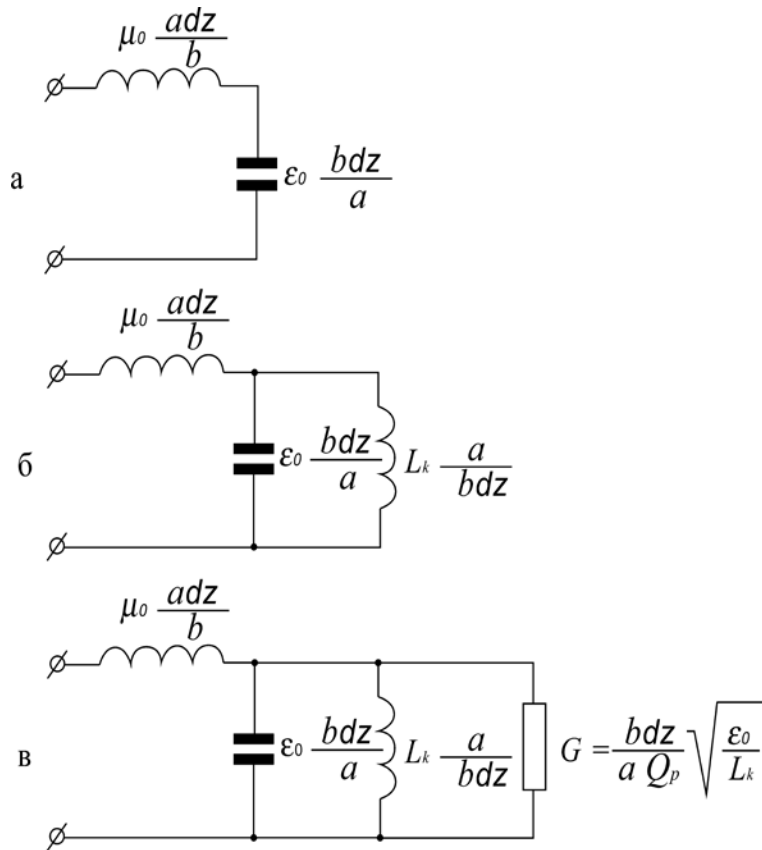 μ₀ adz/b
а
ε₀ bdz/a
μ₀ adz/b
б
ε₀ bdz/a Lₖ a/bdz
μ₀ adz/b
в
ε₀ bdz/a Lₖ a/bdz G = bdz/(a Qₚ) √(ε₀/Lₖ)